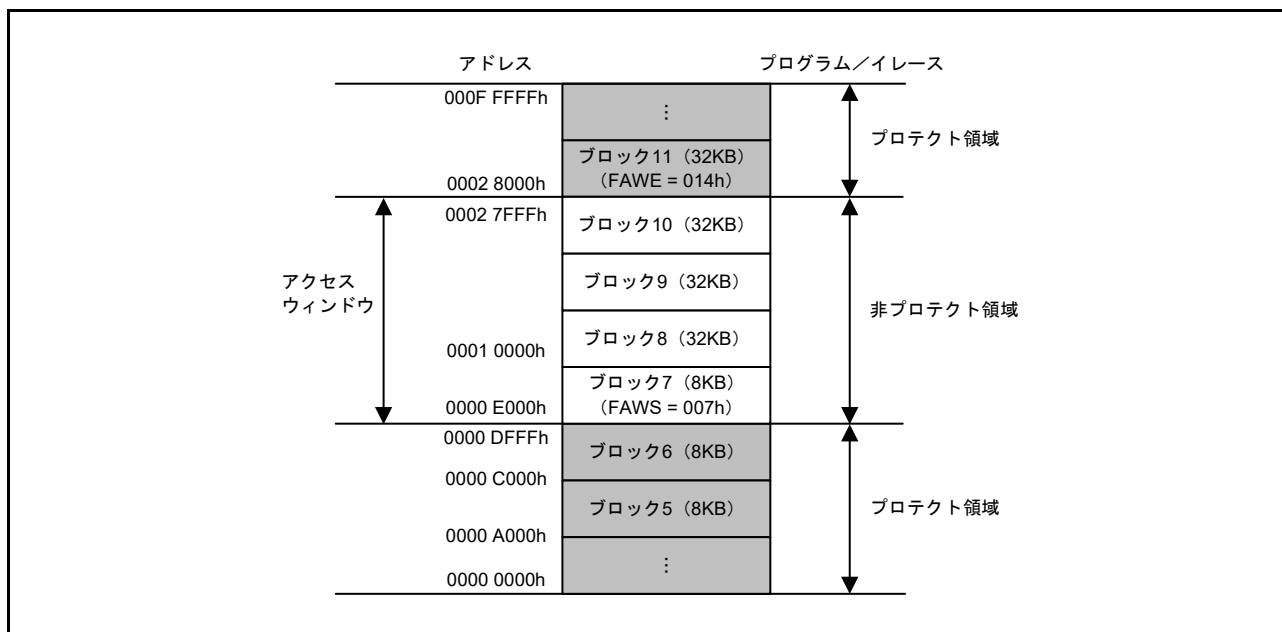 アドレス
プログラム／イレース
000F FFFFh
⋮
プロテクト領域
ブロック11（32KB）
（FAWE = 014h）
0002 8000h
0002 7FFFh
ブロック10（32KB）
アクセス
ウィンドウ
ブロック9（32KB）
非プロテクト領域
ブロック8（32KB）
0001 0000h
ブロック7（8KB）
（FAWS = 007h）
0000 E000h
0000 DFFFh
ブロック6（8KB）
0000 C000h
ブロック5（8KB）
プロテクト領域
0000 A000h
⋮
0000 0000h